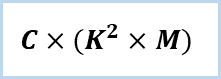 C × (K² × M)